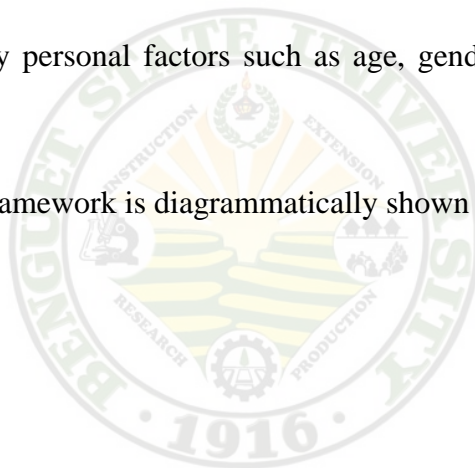 y personal factors such as age, gend
amework is diagrammatically shown
BENGUET STATE UNIVERSITY
INSTRUCTION
EXTENSION
RESEARCH
PRODUCTION
1916